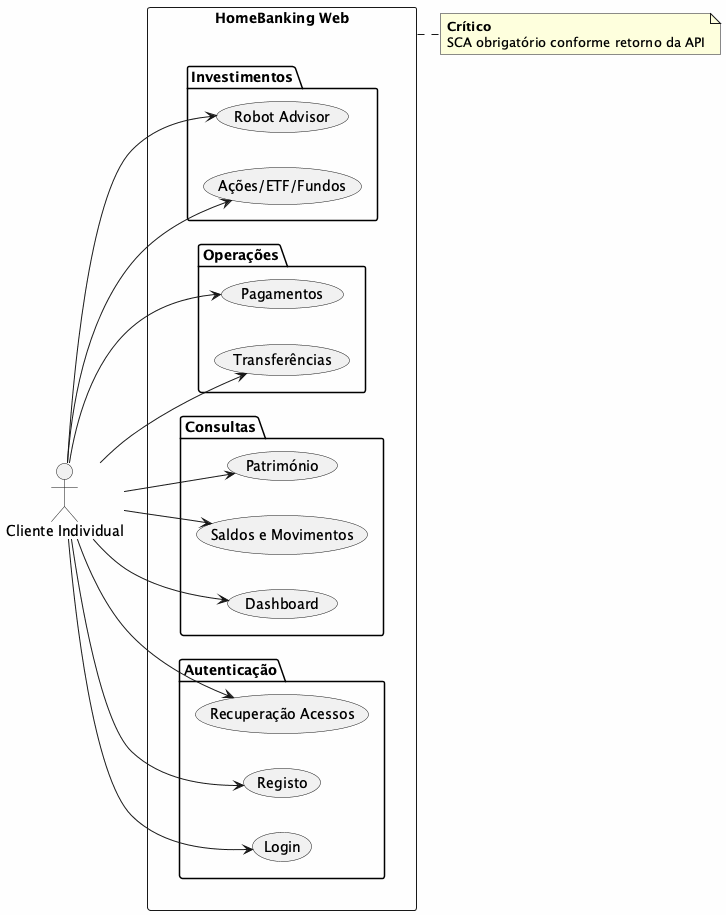 HomeBanking Web
Crítico
SCA obrigatório conforme retorno da API
Investimentos
Robot Advisor
Ações/ETF/Fundos
Operações
Pagamentos
Transferências
Consultas
Património
Saldos e Movimentos
Dashboard
Cliente Individual
Autenticação
Recuperação Acessos
Registo
Login